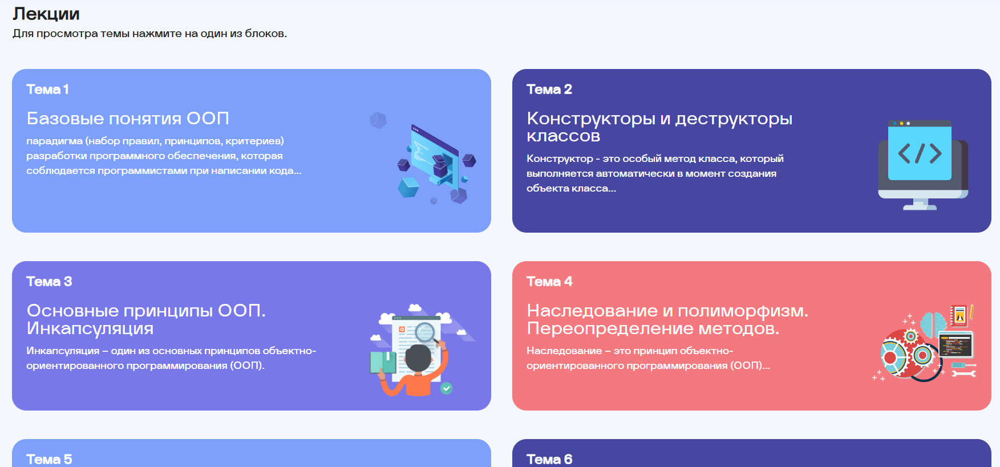 Лекции
Для просмотра темы нажмите на один из блоков.
Тема 1
Базовые понятия ООП
парадигма (набор правил, принципов, критериев)
разработки программного обеспечения, которая
соблюдается программистами при написании кода...
Тема 2
Конструкторы и деструкторы
классов
Конструктор - это особый метод класса, который
выполняется автоматически в момент создания
объекта класса...
</>
Тема 3
Основные принципы ООП.
Инкапсуляция
Инкапсуляция – один из основных принципов объектно-
ориентированного программирования (ООП).
Тема 4
Наследование и полиморфизм.
Переопределение методов.
Наследование – это принцип объектно-
ориентированного программирования (ООП)...
Тема 5
Тема 6